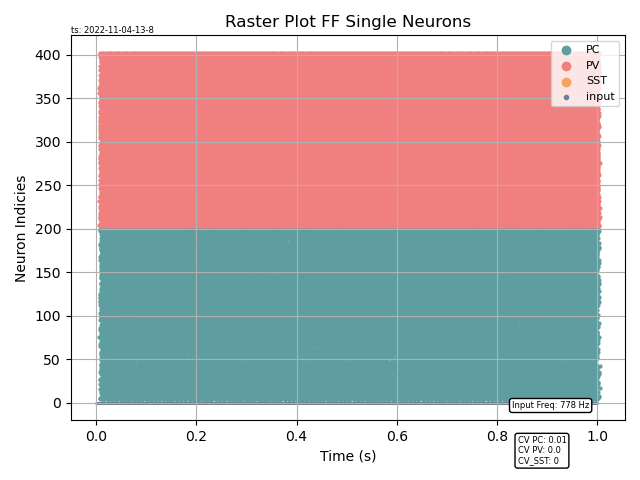 Raster Plot FF Single Neurons
ts: 2022-11-04-13-8
PC
PV
SST
input
400
350
300
250
200
150
100
50
0
Neuron Indicies
Input Freq: 778 Hz
0.0 0.2 0.4 0.6 0.8 1.0
Time (s)
CV PC: 0.01
CV PV: 0.0
CV_SST: 0